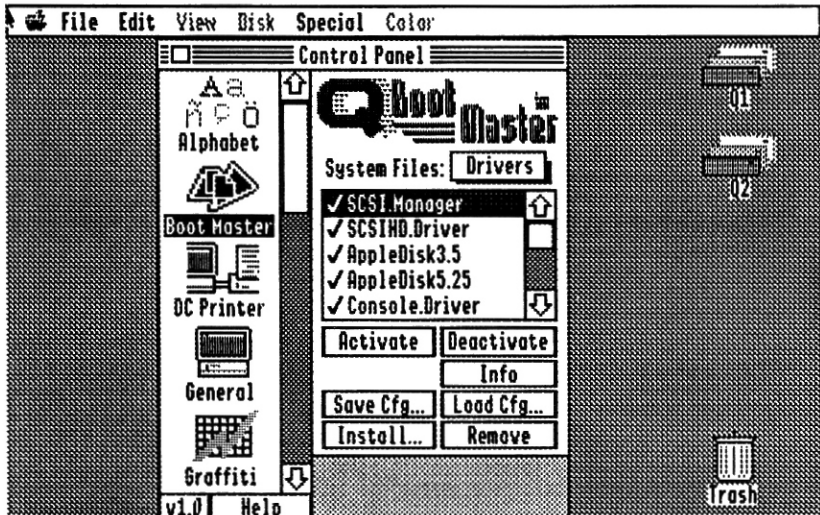 File Edit View Disk Special Color
Control Panel
Aa
Ñ Ç Ö
Alphabet
Boot Master
DC Printer
General
Graffiti
v1.0 Help
Q Boot Master
System Files: Drivers
✓ SCSI.Manager
✓ SCSIHD.Driver
✓ AppleDisk3.5
✓ AppleDisk5.25
✓ Console.Driver
Activate Deactivate
Info
Save Cfg... Load Cfg...
Install... Remove
Q1
Q2
Trash